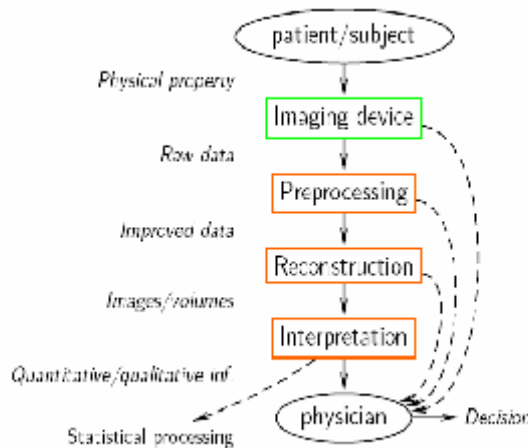 patient/subject
Physical property
Imaging device
Raw data
Preprocessing
Improved data
Reconstruction
Images/volumes
Interpretation
Quantitative/qualitative inf.
physician
Decision
Statistical processing